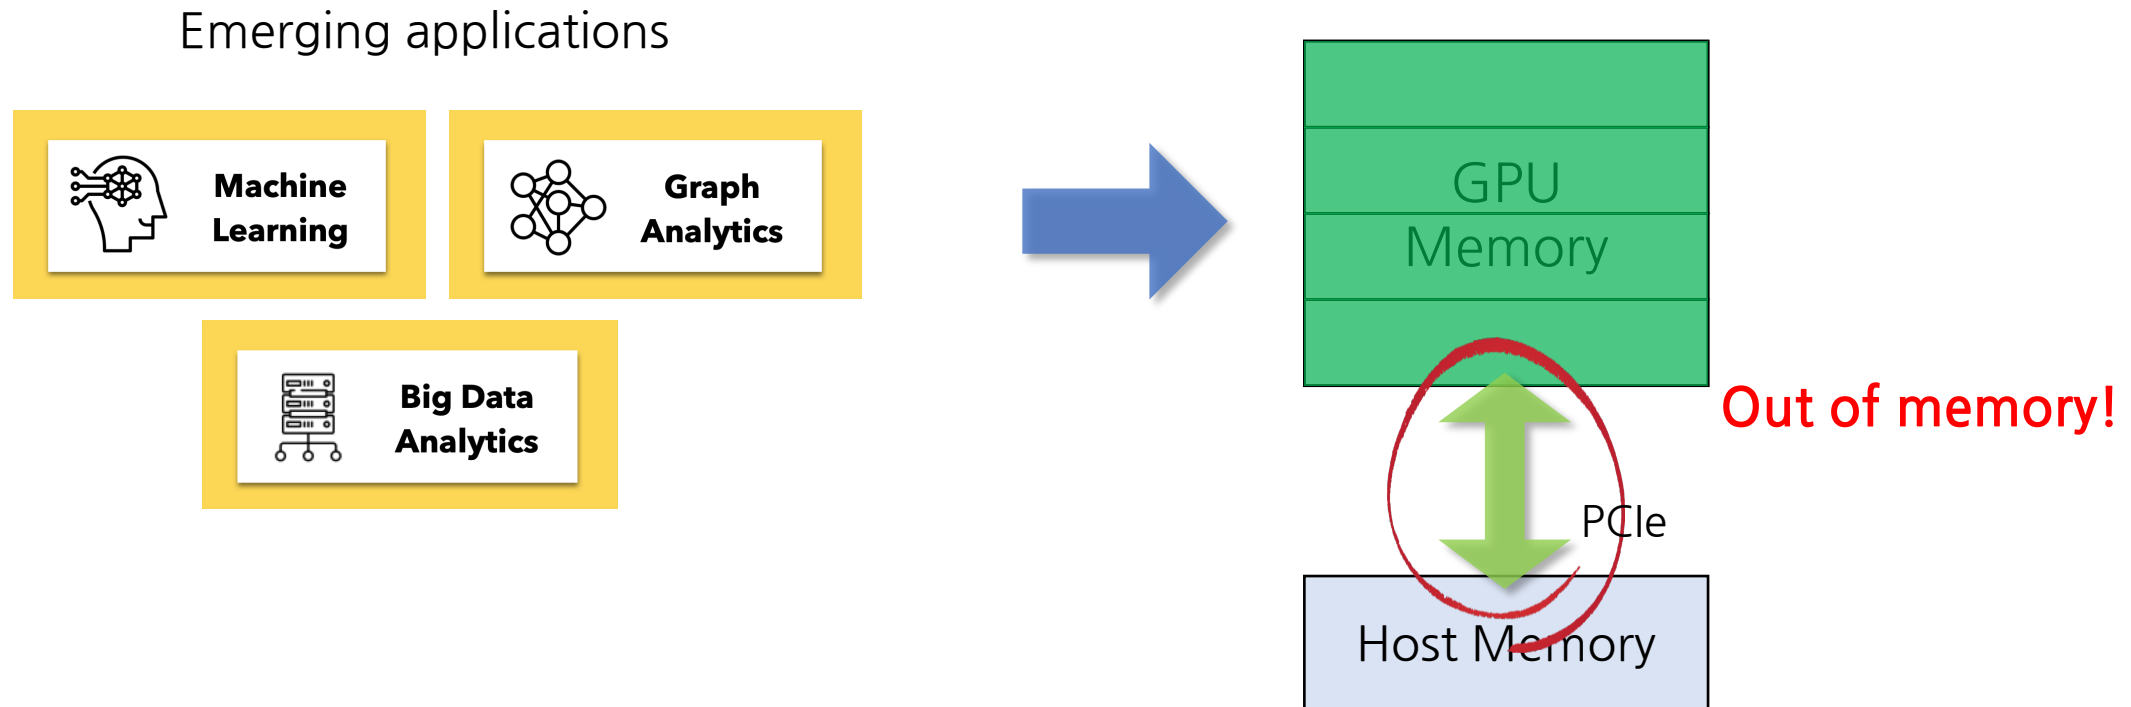 Emerging applications
Machine
Learning
Graph
Analytics
Big Data
Analytics
GPU
Memory
Out of memory!
PCIe
Host Memory